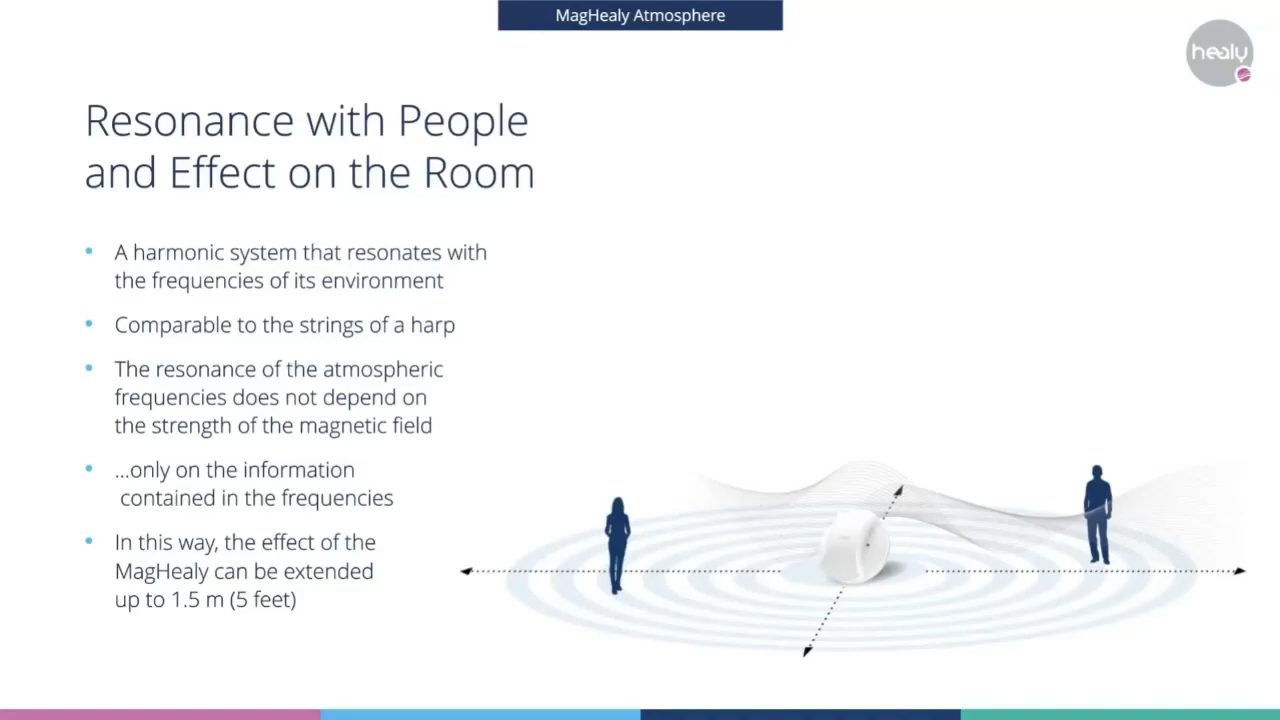 MagHealy Atmosphere
healy
Resonance with People
and Effect on the Room
• A harmonic system that resonates with
the frequencies of its environment
• Comparable to the strings of a harp
• The resonance of the atmospheric
frequencies does not depend on
the strength of the magnetic field
• ...only on the information
contained in the frequencies
• In this way, the effect of the
MagHealy can be extended
up to 1.5 m (5 feet)